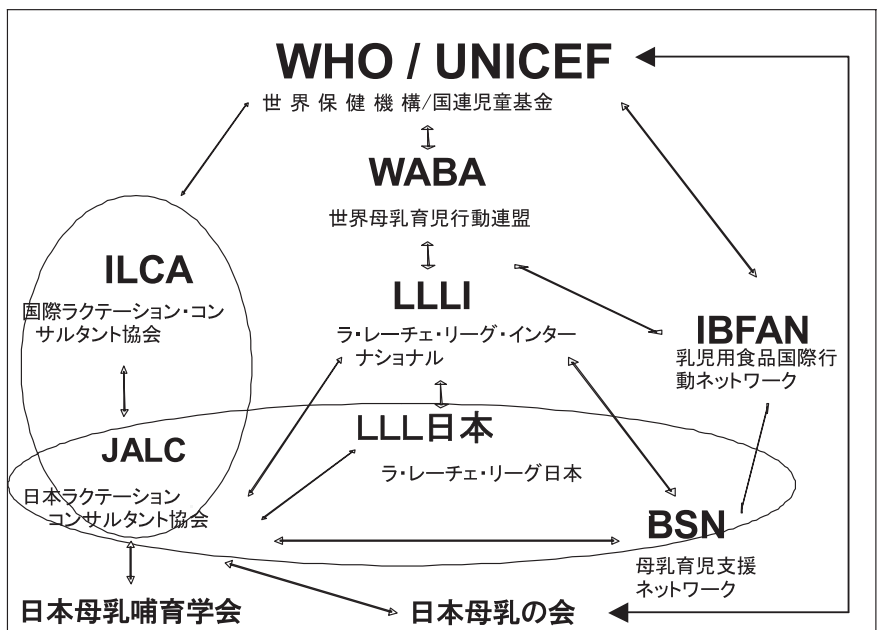 WHO / UNICEF
世界保健機構/国連児童基金
WABA
世界母乳育児行動連盟
ILCA
国際ラクテーション・コン
サルタント協会
LLLI
ラ・レーチェ・リーグ・インター
ナショナル
IBFAN
乳児用食品国際行
動ネットワーク
LLL日本
ラ・レーチェ・リーグ日本
JALC
日本ラクテーション
コンサルタント協会
BSN
母乳育児支援
ネットワーク
日本母乳哺育学会
日本母乳の会